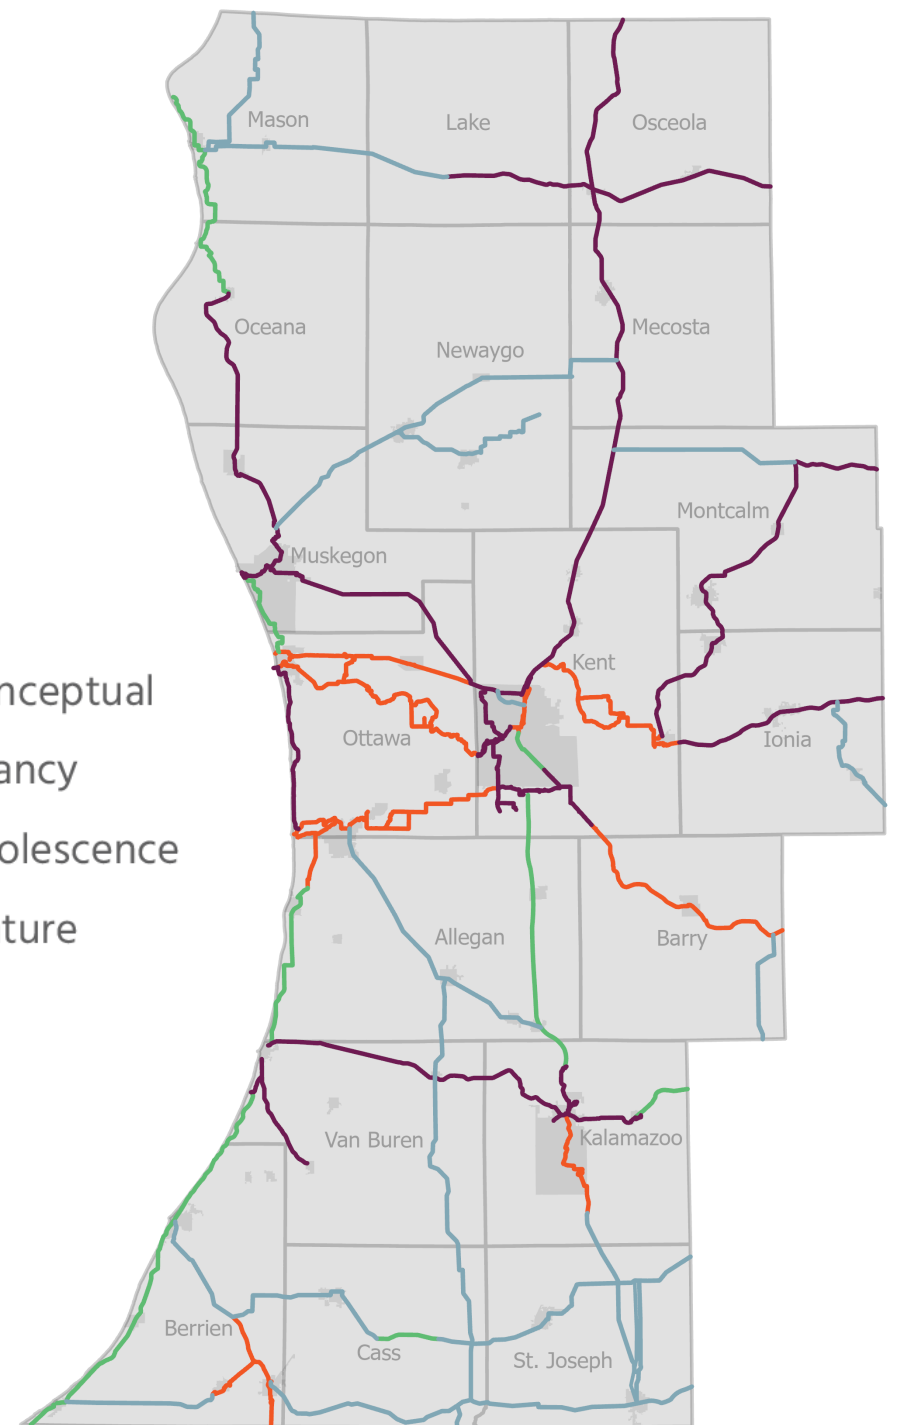 Mason
Lake
Osceola
Oceana
Newaygo
Mecosta
Montcalm
Muskegon
Kent
nceptual
Ottawa
Ionia
ancy
olescence
ture
Allegan
Barry
Van Buren
Kalamazoo
Berrien
Cass
St. Joseph